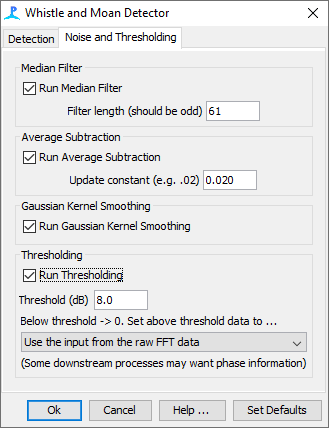 Whistle and Moan Detector
Detection Noise and Thresholding
Median Filter
Run Median Filter
Filter length (should be odd) 61
Average Subtraction
Run Average Subtraction
Update constant (e.g. .02) 0.020
Gaussian Kernel Smoothing
Run Gaussian Kernel Smoothing
Thresholding
Run Thresholding
Threshold (dB) 8.0
Below threshold -> 0. Set above threshold data to ...
Use the input from the raw FFT data
(Some downstream processes may want phase information)
Ok Cancel Help ... Set Defaults